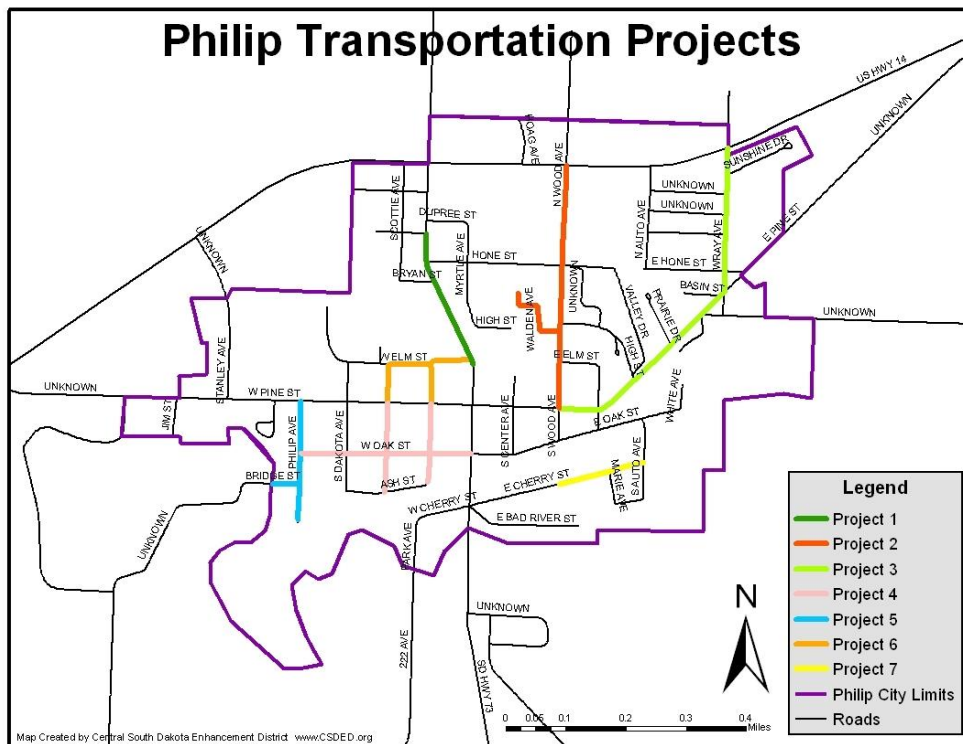 Philip Transportation Projects
US HWY 14
UNKNOWN
HOAG AVE
N WOOD AVE
SUNSHINE DR
SCOTTIE AVE
UNKNOWN
UNKNOWN
DUPREE ST
N AUTO AVE
WRAY AVE
E PINE ST
UNKNOWN
MYRTLE AVE
HONE ST
E HONE ST
BRYAN ST
UNKNOWN
BASIN ST
VALLEY DR
PRAIRIE DR
WALDEN AVE
HIGH ST
UNKNOWN
HIGH ST
STANLEY AVE
W ELM ST
E ELM ST
UNKNOWN
W PINE ST
WHITE AVE
JIM ST
PHILIP AVE
S DAKOTA AVE
S CENTER AVE
S WOOD AVE
E OAK ST
W OAK ST
BRIDGE ST
ASH ST
E CHERRY ST
MARIE AVE
S AUTO AVE
W CHERRY ST
E BAD RIVER ST
UNKNOWN
LARK AVE
UNKNOWN
222 AVE
SD HWY 73
Legend
Project 1
Project 2
Project 3
Project 4
Project 5
Project 6
Project 7
Philip City Limits
Roads
N
0 0.05 0.1 0.2 0.3 0.4
Miles
Map Created by Central South Dakota Enhancement District www.CSDED.org